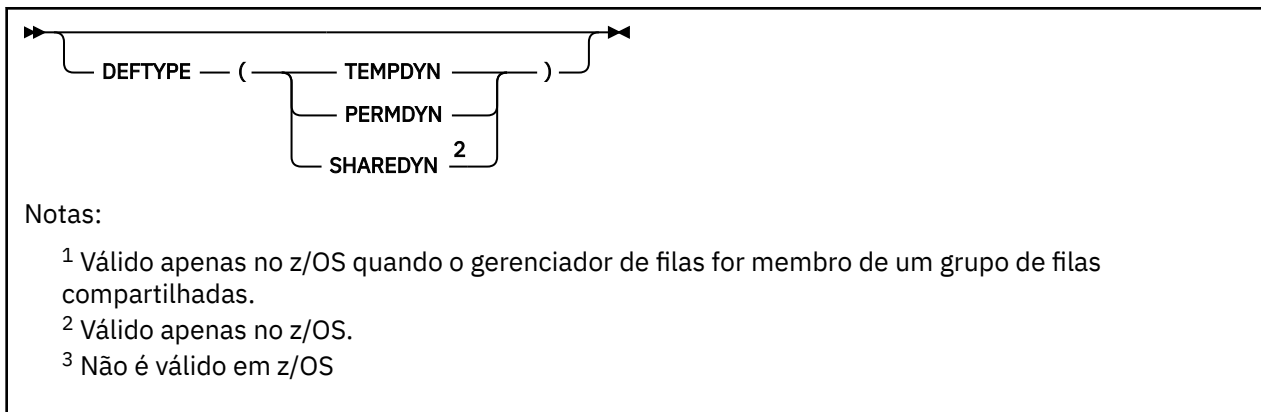 DEFTYPE ( TEMPDYN )
PERMDYN
SHAREDYN 2
Notas:
1 Válido apenas no z/OS quando o gerenciador de filas for membro de um grupo de filas
compartilhadas.
2 Válido apenas no z/OS.
3 Não é válido em z/OS